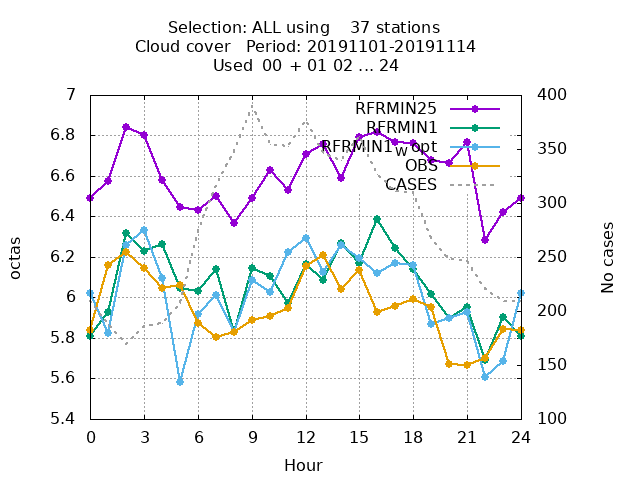 Selection: ALL using 37 stations
Cloud cover Period: 20191101-20191114
Used 00 + 01 02 ... 24
7
6.8
6.6
6.4
6.2
6
5.8
5.6
5.4
octas
400
350
300
250
200
150
100
No cases
RFRMIN25
RFRMIN1
RFRMIN1w opt
OBS
CASES
0 3 6 9 12 15 18 21 24
Hour